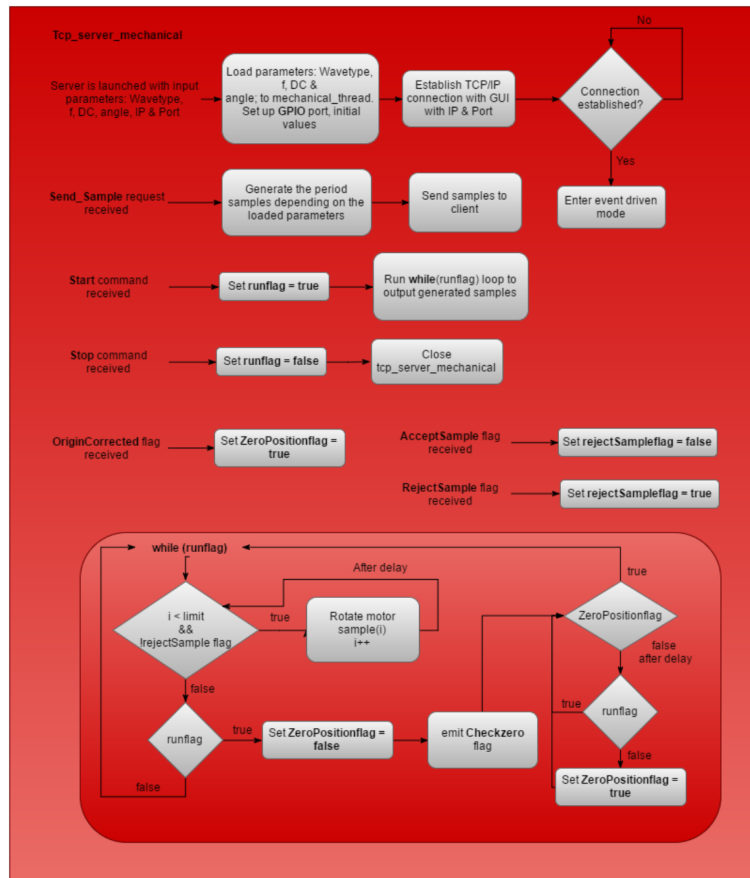 Tcp_server_mechanical
Server is launched with input
parameters: Wavetype,
f, DC, angle, IP & Port
Load parameters: Wavetype,
f, DC &
angle; to mechanical_thread.
Set up GPIO port, initial
values
Establish TCP/IP
connection with GUI
with IP & Port
No
Connection
established?
Yes
Enter event driven
mode
Send_Sample request
received
Generate the period
samples depending on the
loaded parameters
Send samples to
client
Start command
received
Set runflag = true
Run while(runflag) loop to
output generated samples
Stop command
received
Set runflag = false
Close
tcp_server_mechanical
OriginCorrected flag
received
Set ZeroPositionflag =
true
AcceptSample flag
received
Set rejectSampleflag = false
RejectSample flag
received
Set rejectSampleflag = true
while (runflag)
After delay
true
i < limit
&&
!rejectSample flag
true
Rotate motor
sample(i)
i++
ZeroPositionflag
false
after delay
false
runflag
true
Set ZeroPositionflag =
false
emit Checkzero
flag
true
runflag
false
false
Set ZeroPositionflag =
true